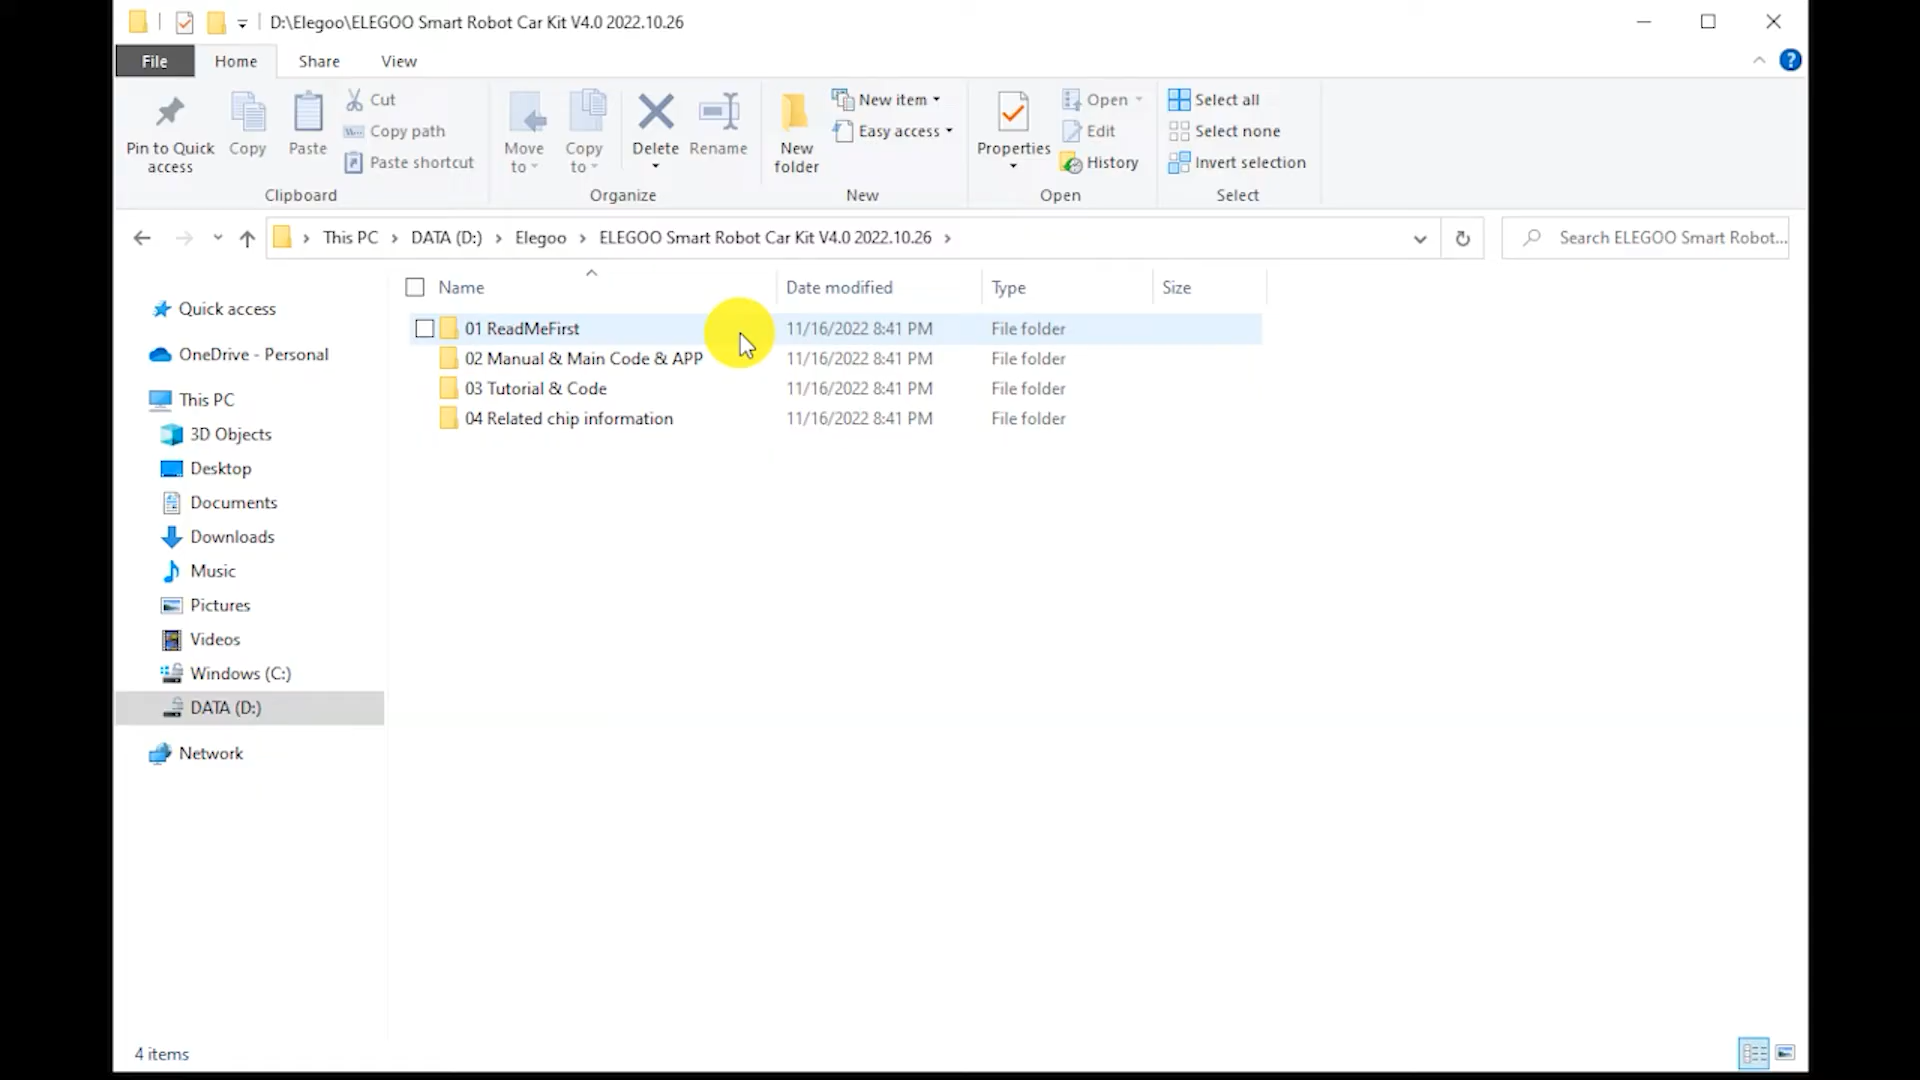 D:\Elegoo\ELEGOO Smart Robot Car Kit V4.0 2022.10.26
File Home Share View
Pin to Quick access
Copy
Paste
Cut
Copy path
Paste shortcut
Clipboard
Move to
Copy to
Delete
Rename
Organize
New folder
New item
Easy access
New
Properties
Open
Edit
History
Open
Select all
Select none
Invert selection
Select
This PC > DATA (D:) > Elegoo > ELEGOO Smart Robot Car Kit V4.0 2022.10.26 >
Search ELEGOO Smart Robot...
Quick access
OneDrive - Personal
This PC
3D Objects
Desktop
Documents
Downloads
Music
Pictures
Videos
Windows (C:)
DATA (D:)
Network
Name Date modified Type Size
01 ReadMeFirst 11/16/2022 8:41 PM File folder
02 Manual & Main Code & APP 11/16/2022 8:41 PM File folder
03 Tutorial & Code 11/16/2022 8:41 PM File folder
04 Related chip information 11/16/2022 8:41 PM File folder
4 items